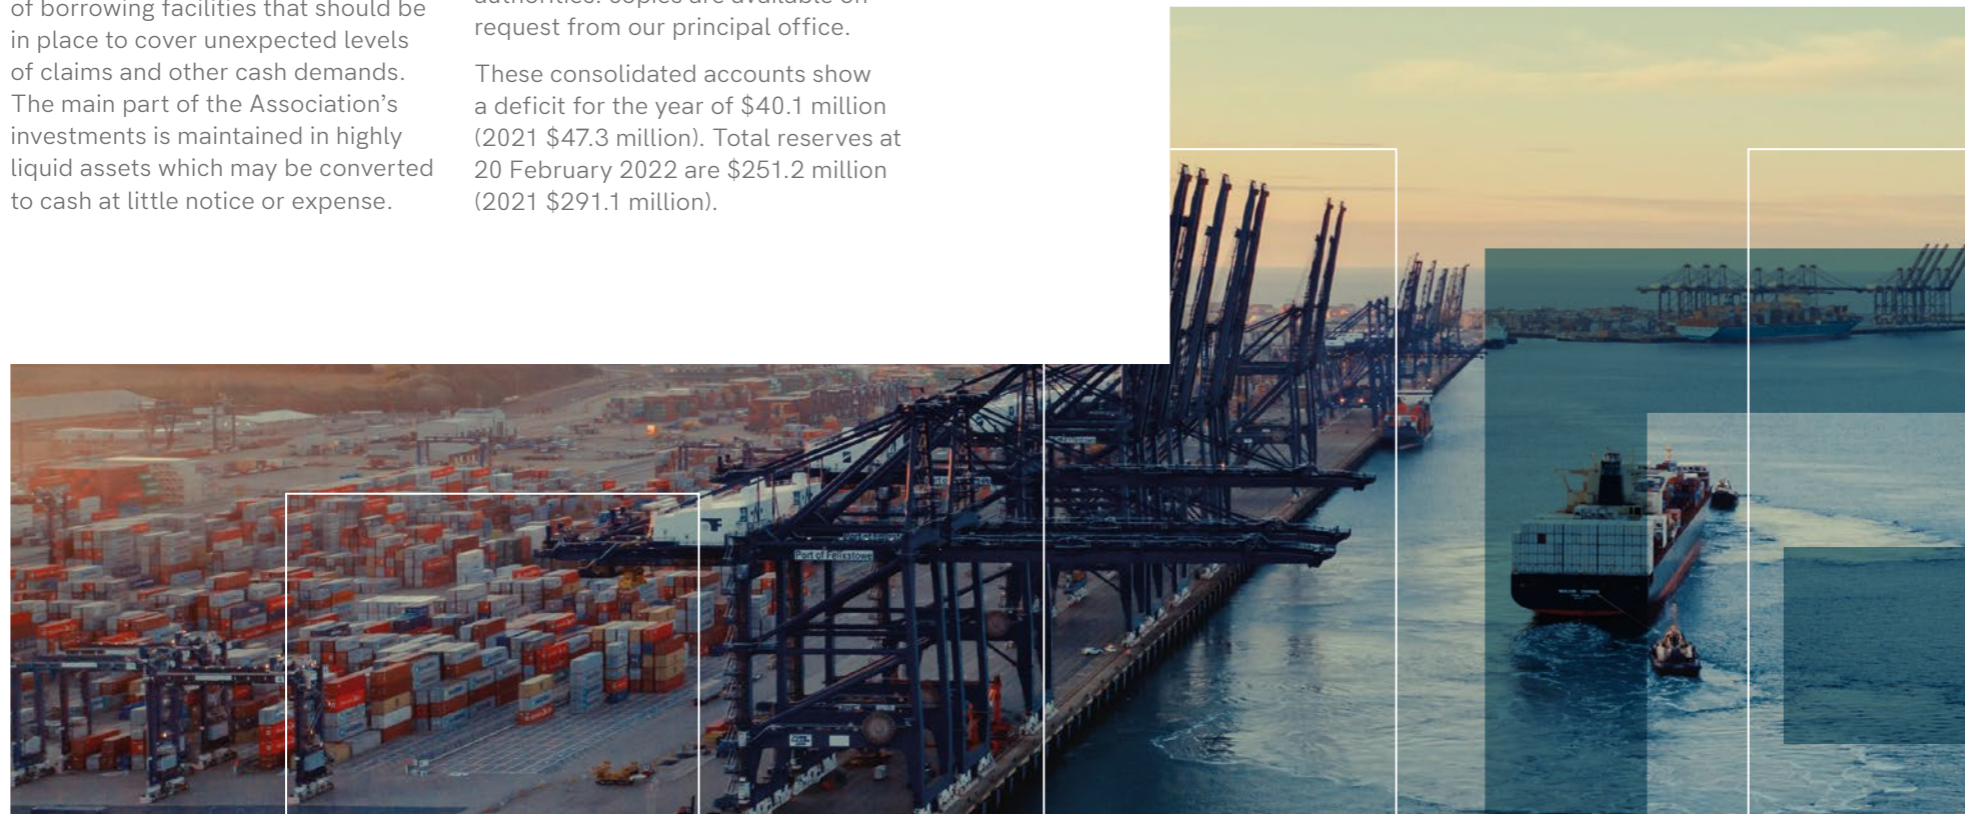 of borrowing facilities that should be
in place to cover unexpected levels
of claims and other cash demands.
The main part of the Association’s
investments is maintained in highly
liquid assets which may be converted
to cash at little notice or expense.
request from our principal office.
These consolidated accounts show
a deficit for the year of $40.1 million
(2021 $47.3 million). Total reserves at
20 February 2022 are $251.2 million
(2021 $291.1 million).
Port of Felixstowe